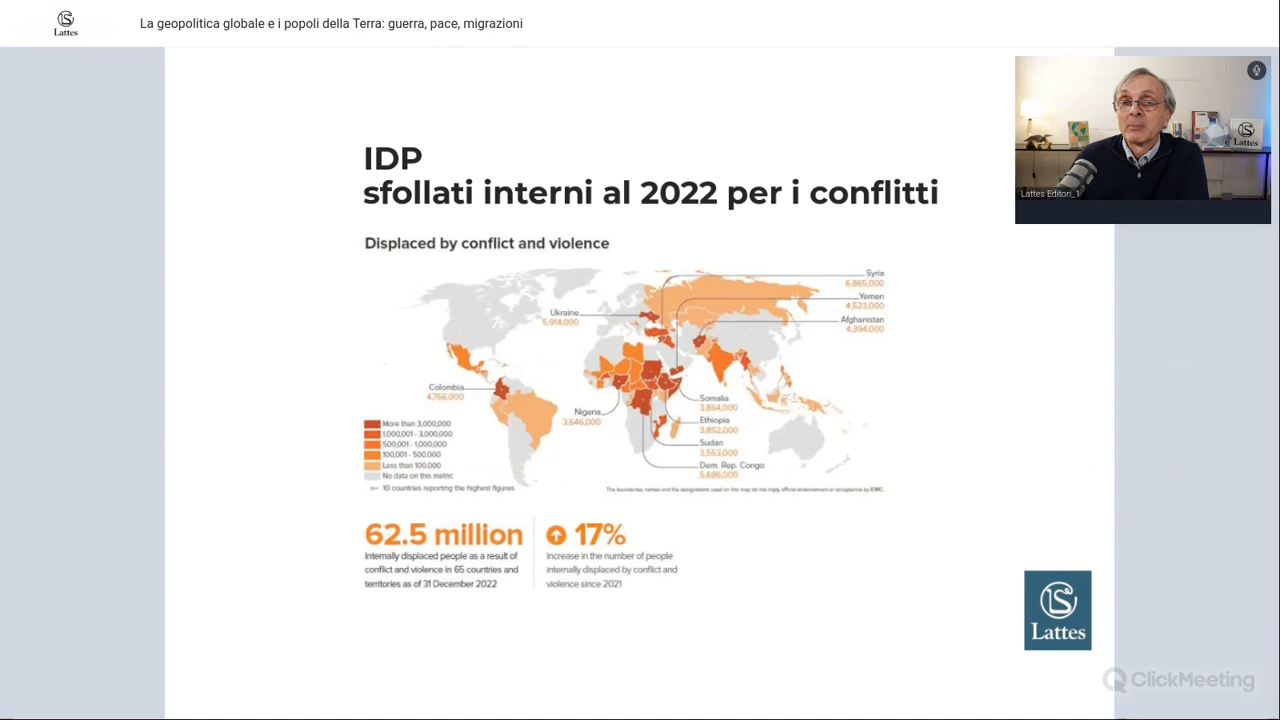 Lattes
La geopolitica globale e i popoli della Terra: guerra, pace, migrazioni
Lattes
Lattes Editori_1
IDP
sfollati interni al 2022 per i conflitti
Displaced by conflict and violence
Syria
6,865,000
Yemen
4,523,000
Ukraine
5,914,000
Afghanistan
4,394,000
Colombia
4,766,000
Nigeria
3,646,000
Somalia
3,864,000
Ethiopia
3,852,000
Sudan
3,553,000
Dem. Rep. Congo
5,686,000
More than 3,000,000
1,000,001 - 3,000,000
500,001 - 1,000,000
100,001 - 500,000
Less than 100,000
No data on this metric
10 countries reporting the highest figures
The boundaries, names and the designations used on this map do not imply official endorsement or acceptance by IDMC.
62.5 million
Internally displaced people as a result of
conflict and violence in 65 countries and
territories as of 31 December 2022
17%
Increase in the number of people
internally displaced by conflict and
violence since 2021
Lattes
ClickMeeting